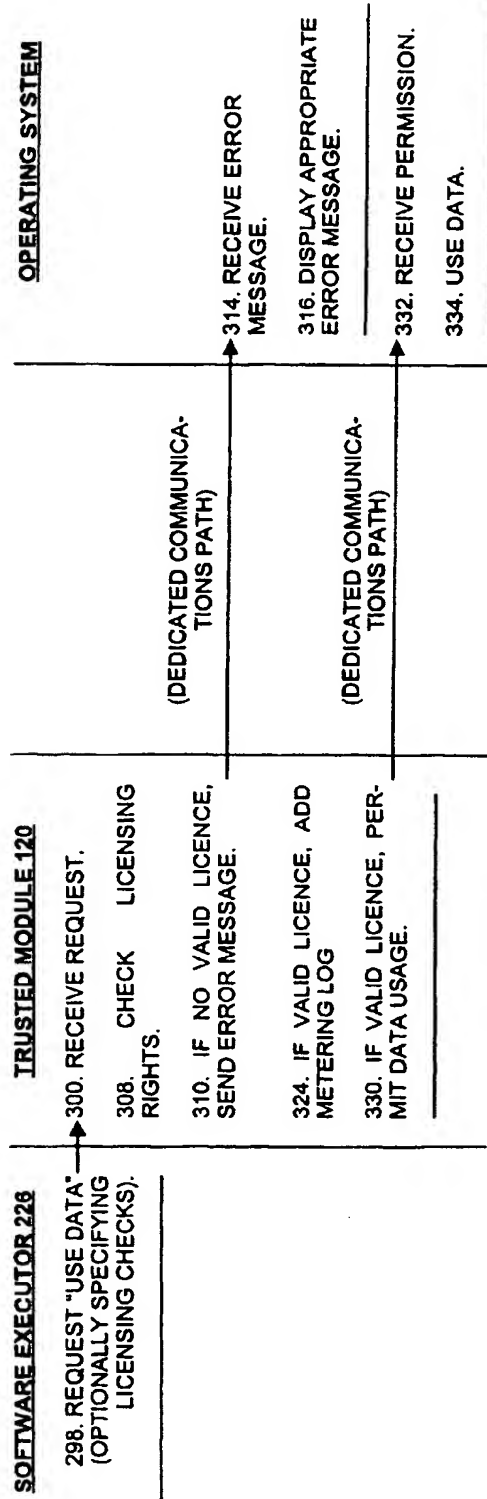 SOFTWARE EXECUTOR 226
298. REQUEST "USE DATA"
(OPTIONALLY SPECIFYING
LICENSING CHECKS).
TRUSTED MODULE 120
300. RECEIVE REQUEST.
308. CHECK LICENSING
RIGHTS.
310. IF NO VALID LICENCE,
SEND ERROR MESSAGE.
324. IF VALID LICENCE, ADD
METERING LOG
330. IF VALID LICENCE, PER-
MIT DATA USAGE.
(DEDICATED COMMUNICA-
TIONS PATH)
(DEDICATED COMMUNICA-
TIONS PATH)
OPERATING SYSTEM
314. RECEIVE ERROR
MESSAGE.
316. DISPLAY APPROPRIATE
ERROR MESSAGE.
332. RECEIVE PERMISSION.
334. USE DATA.